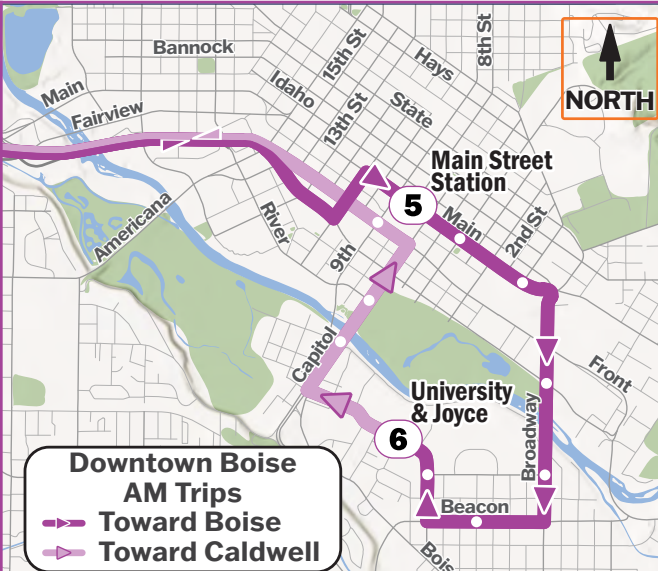 Bannock
15th St
8th St
Hays
NORTH
Main
Fairview
Idaho
13th St
State
Main Street
Station
5
Main
2nd St
Americana
River
9th
Capitol
Front
University
& Joyce
6
Broadway
Beacon
Bois
Downtown Boise
AM Trips
Toward Boise
Toward Caldwell